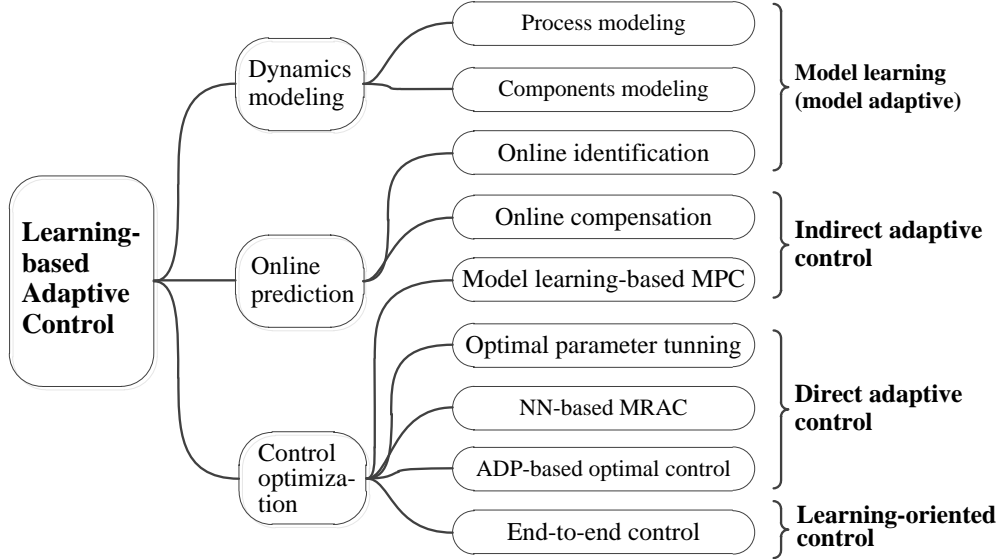 Learning-
based
Adaptive
Control
Dynamics
modeling
Online
prediction
Control
optimiza-
tion
Process modeling
Components modeling
Online identification
Online compensation
Model learning-based MPC
Optimal parameter tunning
NN-based MRAC
ADP-based optimal control
End-to-end control
Model learning
(model adaptive)
Indirect adaptive
control
Direct adaptive
control
Learning-oriented
control